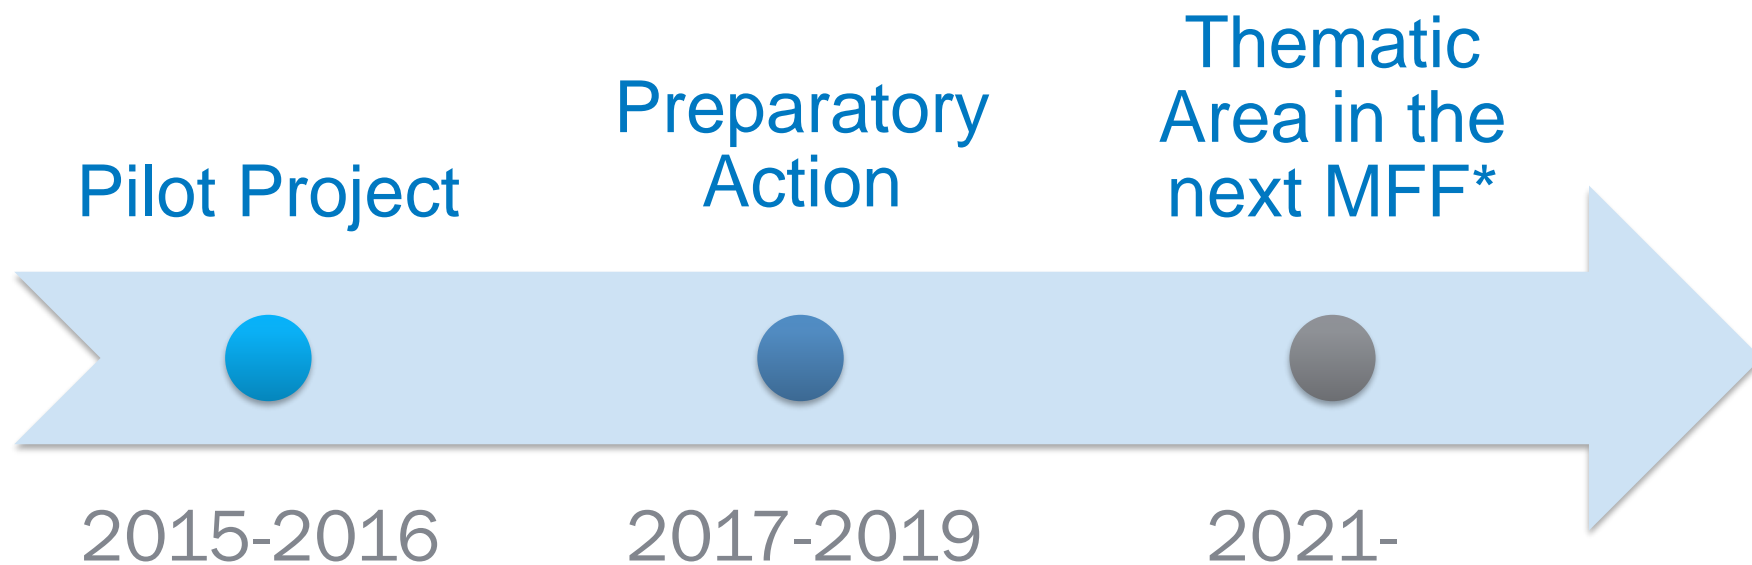 Pilot Project
Preparatory
Action
Thematic
Area in the
next MFF*
2015-2016
2017-2019
2021-